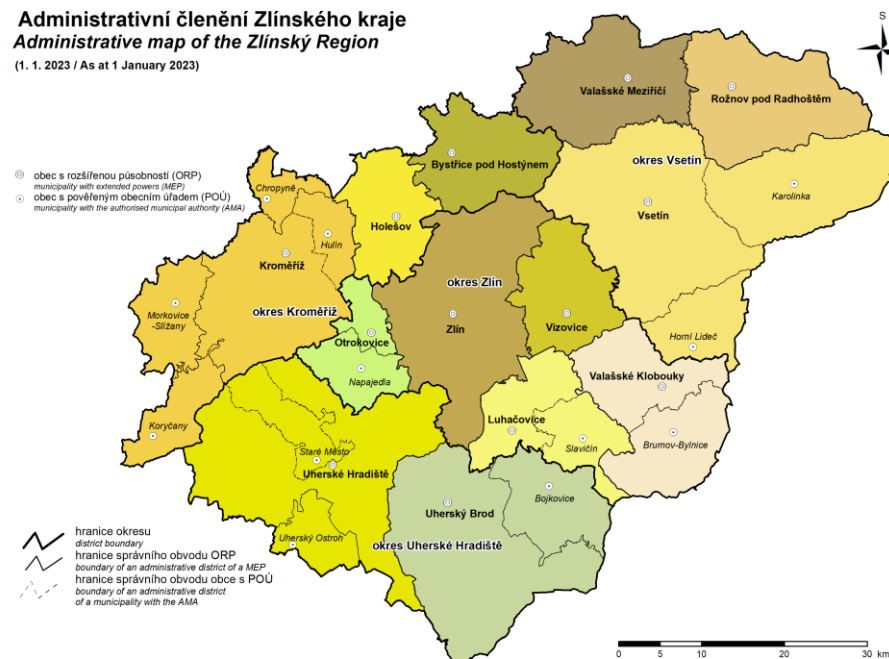 Administrativní členění Zlínského kraje
Administrative map of the Zlínský Region
(1. 1. 2023 / As at 1 January 2023)
S
Valašské Meziříčí
Rožnov pod Radhoštěm
Bystřice pod Hostýnem
okres Vsetín
obec s rozšířenou působností (ORP)
municipality with extended powers (MEP)
obec s pověřeným obecním úřadem (POÚ)
municipality with the authorised municipal authority (AMA)
Chropyně
Karolinka
Vsetín
Holešov
Hulín
Kroměříž
okres Zlín
okres Kroměříž
Morkovice
-Slížany
Zlín
Vizovice
Otrokovice
Horní Lideč
Napajedla
Valašské Klobouky
Luhačovice
Koryčany
Slavičín
Brumov-Bylnice
Staré Město
Uherské Hradiště
Bojkovice
Uherský Brod
Uherský Ostroh
okres Uherské Hradiště
hranice okresu
district boundary
hranice správního obvodu ORP
boundary of an administrative district of a MEP
hranice správního obvodu obce s POÚ
boundary of an administrative district
of a municipality with the AMA
0 5 10 20 30 km